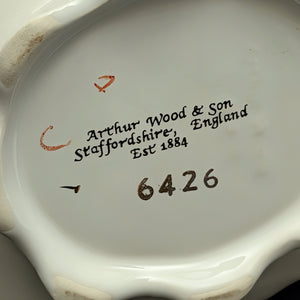 Arthur Wood & Son
Staffordshire, England
Est 1884
6426